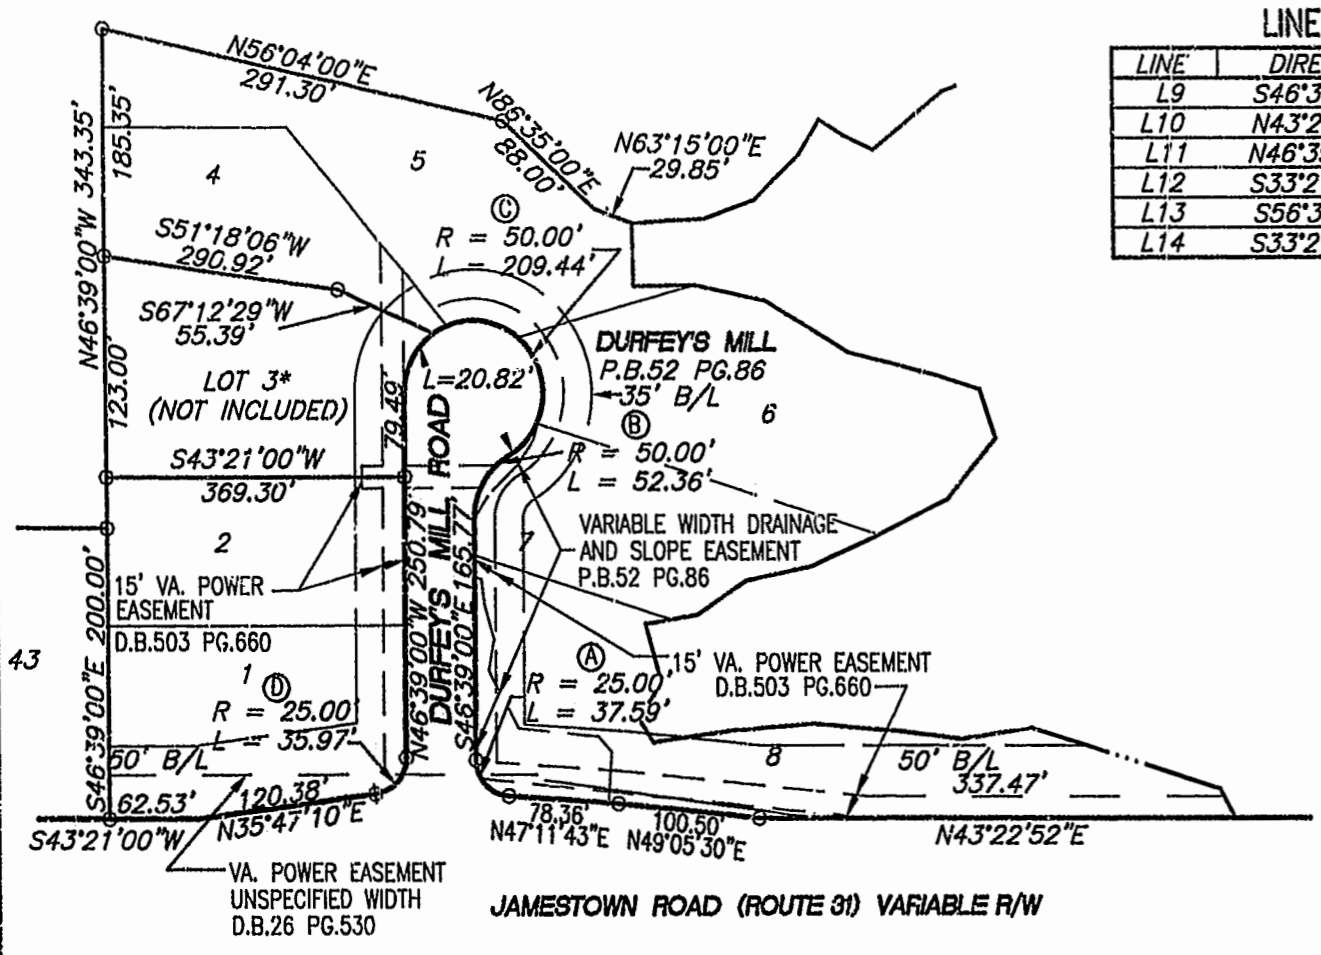 LINE
LINE DIRE
L9 S46°3
L10 N43°2
L11 N46°3
L12 S33°2
L13 S56°3
L14 S33°2
N56°04'00"E
291.30'
N86°35'00"E
88.00'
N63°15'00"E
29.85'
N46°39'00"W 343.35'
185.35'
123.00'
4
5
S51°18'06"W
290.92'
S67°12'29"W
55.39'
C
R = 50.00'
L = 209.44'
DURFEY'S MILL
P.B.52 PG.86
35' B/L
6
L=20.82'
LOT 3*
(NOT INCLUDED)
79.49'
B
R = 50.00'
L = 52.36'
S43°21'00"W
369.30'
2
VARIABLE WIDTH DRAINAGE
AND SLOPE EASEMENT
P.B.52 PG.86
7
15' VA. POWER
EASEMENT
D.B.503 PG.660
N46°39'00"W 250.79'
DURFEY'S MILL ROAD
S46°39'00"E 165.77'
43
S46°39'00"E 200.00'
1
D
R = 25.00'
L = 35.97'
A
R = 25.00'
L = 37.59'
15' VA. POWER EASEMENT
D.B.503 PG.660
50' B/L
8
50' B/L
337.47'
62.53'
120.38'
S43°21'00"W
N35°47'10"E
78.36'
N47°11'43"E
100.50'
N49°05'30"E
N43°22'52"E
VA. POWER EASEMENT
UNSPECIFIED WIDTH
D.B.26 PG.530
JAMESTOWN ROAD (ROUTE 31) VARIABLE R/W